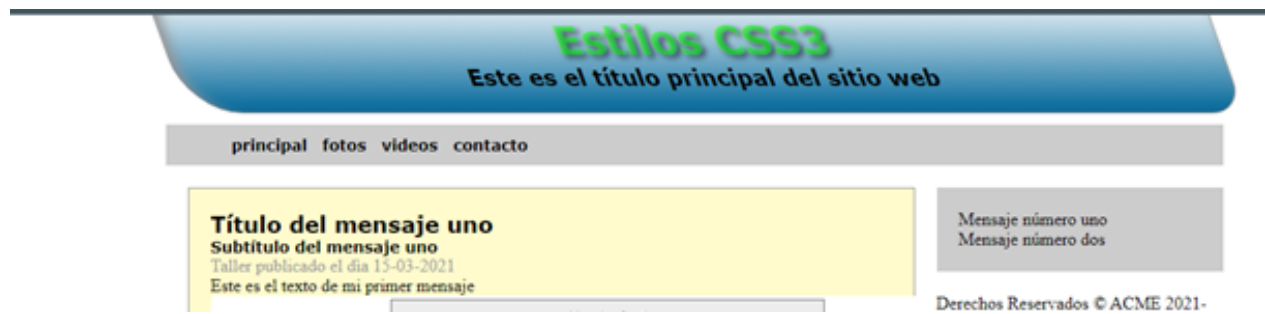 Estilos CSS3
Este es el título principal del sitio web
principal fotos videos contacto
Título del mensaje uno
Subtítulo del mensaje uno
Taller publicado el dia 15-03-2021
Este es el texto de mi primer mensaje
Mensaje número uno
Mensaje número dos
Derechos Reservados © ACME 2021-